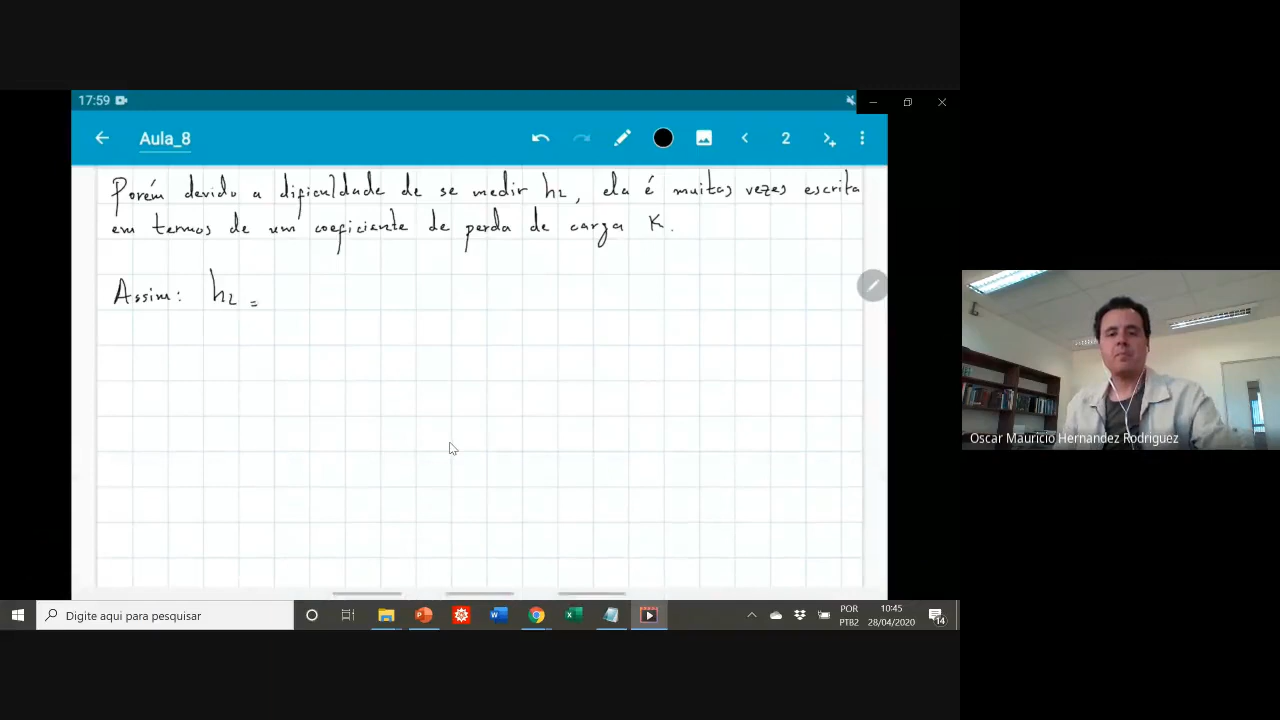 17:59
Aula_8
2
Porém devido a dificuldade de se medir h2, ela é muitas vezes escrita
em termos de um coeficiente de perda de carga K.
Assim: h2 =
Oscar Mauricio Hernandez Rodriguez
Digite aqui para pesquisar
POR
PTB2
10:45
28/04/2020
14